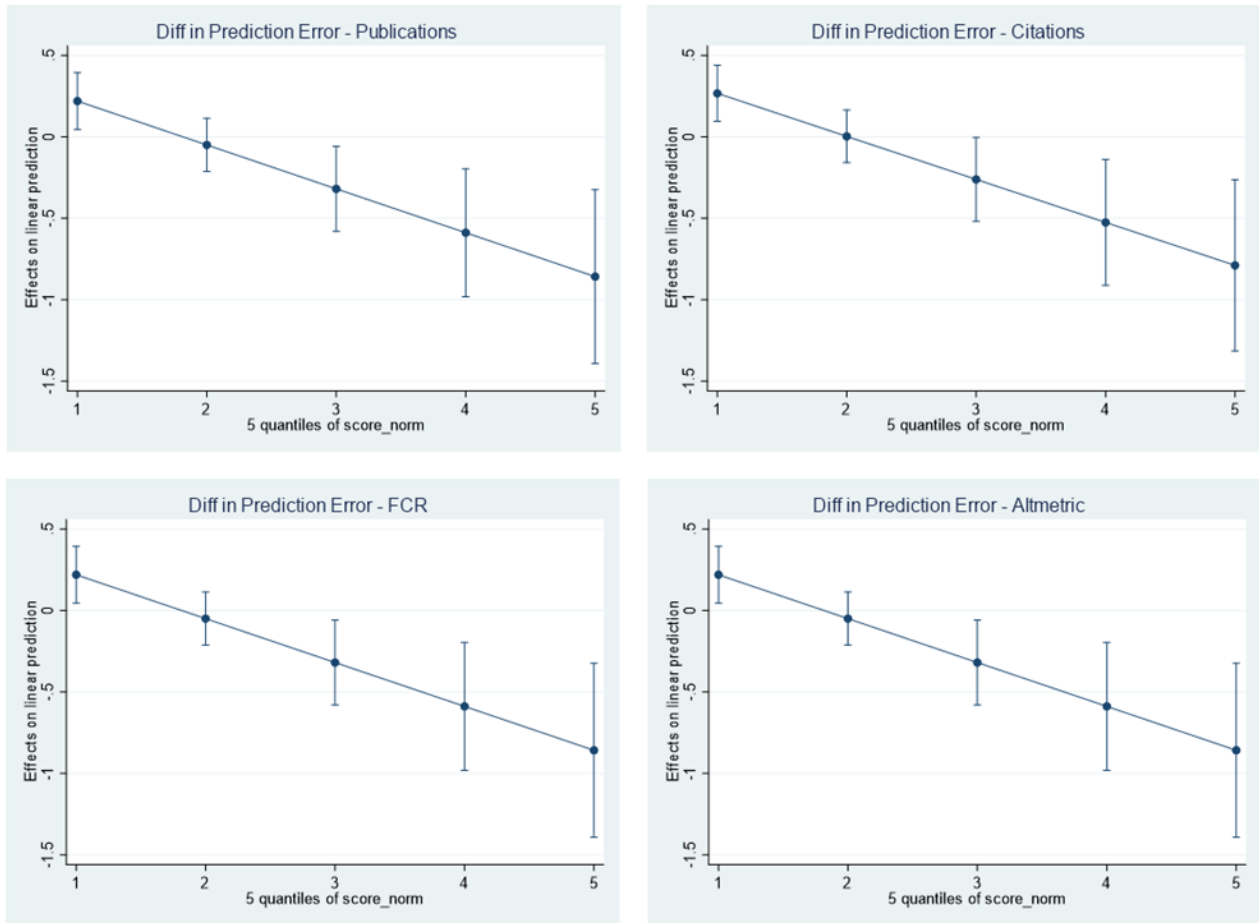 Diff in Prediction Error - Publications
Effects on linear prediction
.5
0
-.5
-1
-1.5
1 2 3 4 5
5 quantiles of score_norm
Diff in Prediction Error - Citations
Effects on linear prediction
.5
0
-.5
-1
-1.5
1 2 3 4 5
5 quantiles of score_norm
Diff in Prediction Error - FCR
Effects on linear prediction
.5
0
-.5
-1
-1.5
1 2 3 4 5
5 quantiles of score_norm
Diff in Prediction Error - Altmetric
Effects on linear prediction
.5
0
-.5
-1
-1.5
1 2 3 4 5
5 quantiles of score_norm